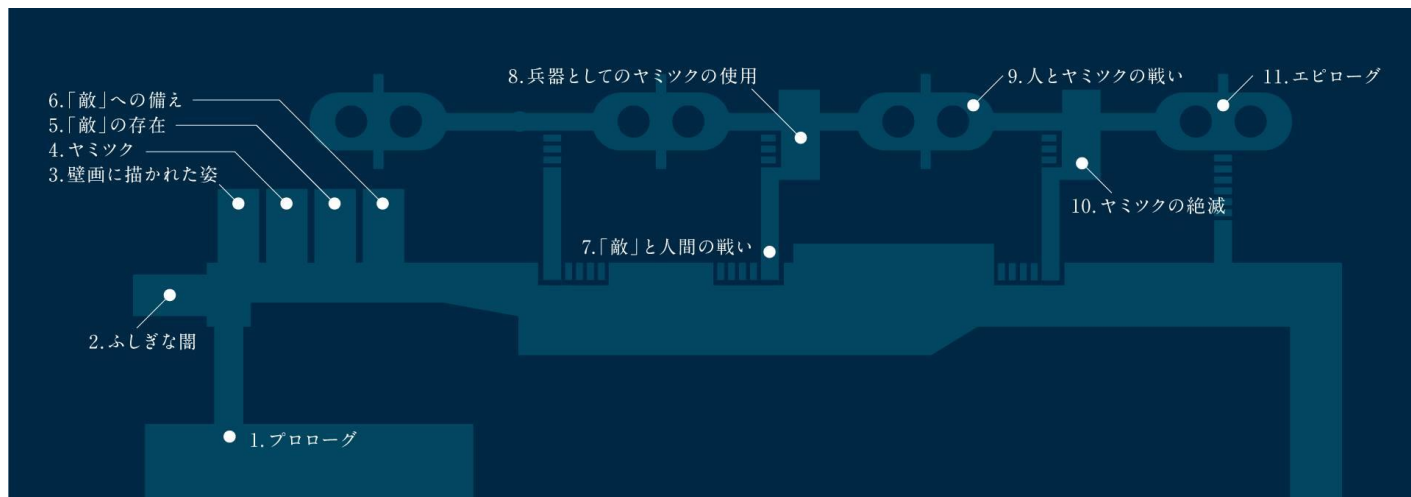 6.「敵」への備え
5.「敵」の存在
4.ヤミツク
3.壁画に描かれた姿
8.兵器としてのヤミツクの使用
9.人とヤミツクの戦い
11.エピローグ
10.ヤミツクの絶滅
7.「敵」と人間の戦い
2.ふしぎな闇
1.プロローグ